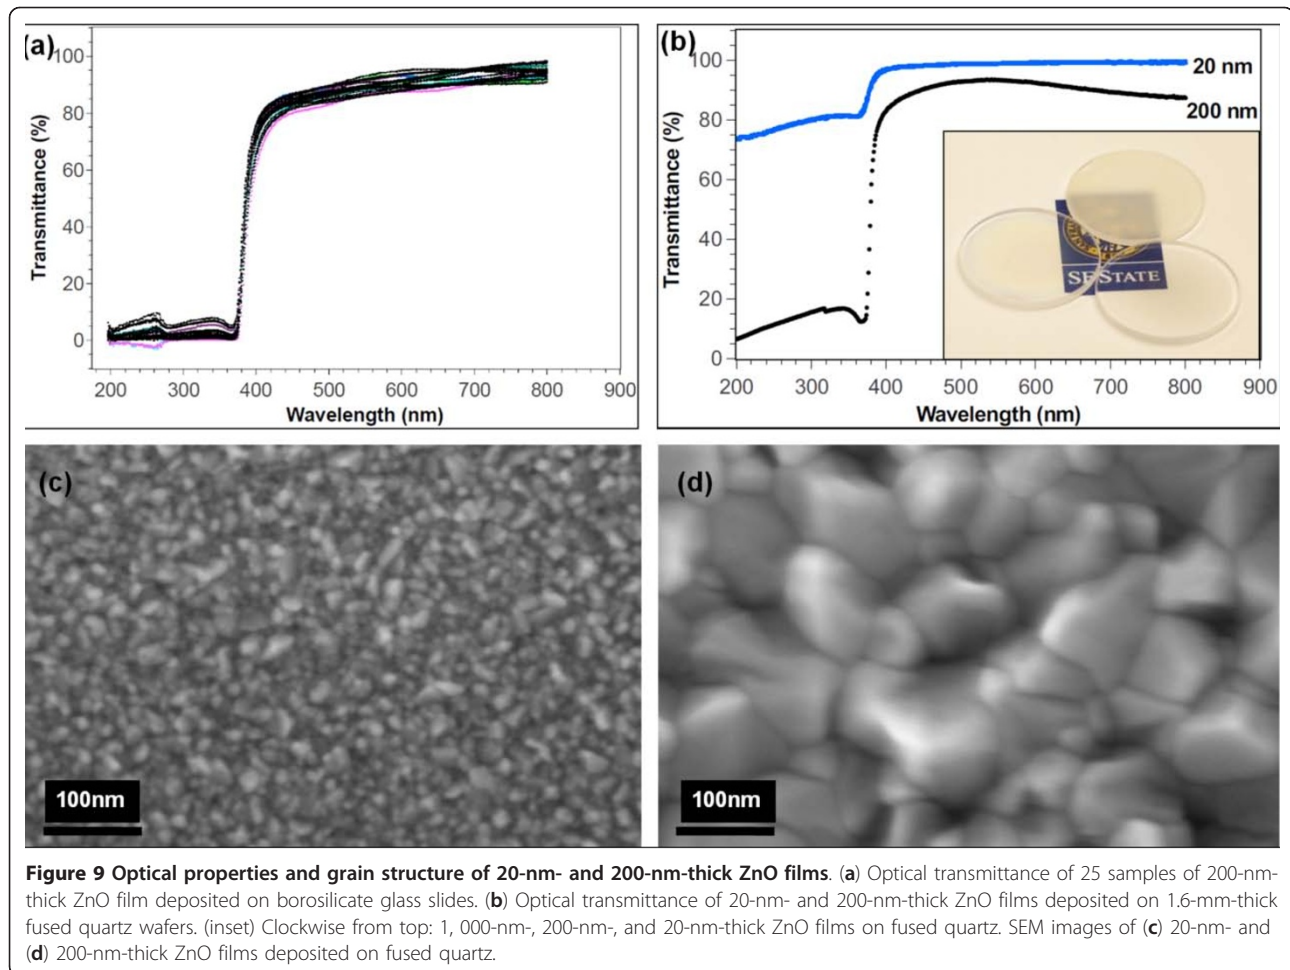 (a)
100
80
60
40
20
0
Transmittance (%)
200 300 400 500 600 700 800 900
Wavelength (nm)
(b)
100
80
60
40
20
0
Transmittance (%)
20 nm
200 nm
STATE
200 300 400 500 600 700 800 900
Wavelength (nm)
(c)
100nm
(d)
100nm
Figure 9 Optical properties and grain structure of 20-nm- and 200-nm-thick ZnO films. (a) Optical transmittance of 25 samples of 200-nm-
thick ZnO film deposited on borosilicate glass slides. (b) Optical transmittance of 20-nm- and 200-nm-thick ZnO films deposited on 1.6-mm-thick
fused quartz wafers. (inset) Clockwise from top: 1, 000-nm-, 200-nm-, and 20-nm-thick ZnO films on fused quartz. SEM images of (c) 20-nm- and
(d) 200-nm-thick ZnO films deposited on fused quartz.